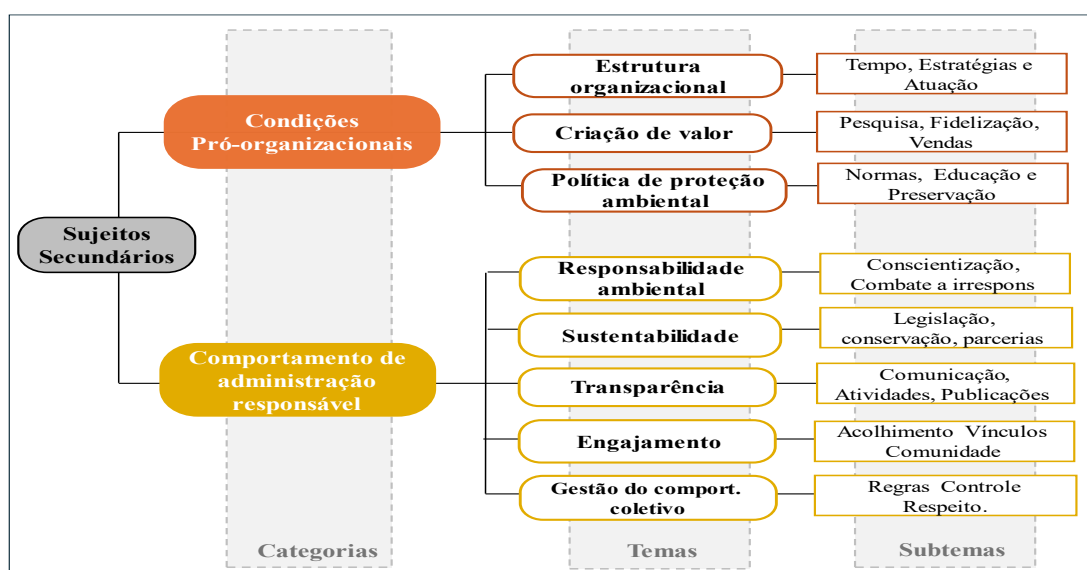 Sujeitos
Secundários
Condições
Pró-organizacionais
Estrutura
organizacional
Tempo, Estratégias e
Atuação
Criação de valor
Pesquisa, Fidelização,
Vendas
Política de proteção
ambiental
Normas, Educação e
Preservação
Comportamento de
administração
responsável
Responsabilidade
ambiental
Conscientização,
Combate a irrespons
Sustentabilidade
Legislação,
conservação, parcerias
Transparência
Comunicação,
Atividades, Publicações
Engajamento
Acolhimento Vínculos
Comunidade
Gestão do comport.
coletivo
Regras Controle
Respeito.
Categorias
Temas
Subtemas